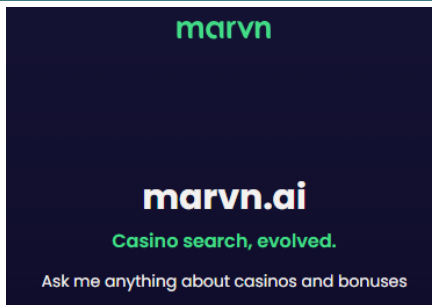 marvn
marvn.ai
Casino search, evolved.
Ask me anything about casinos and bonuses